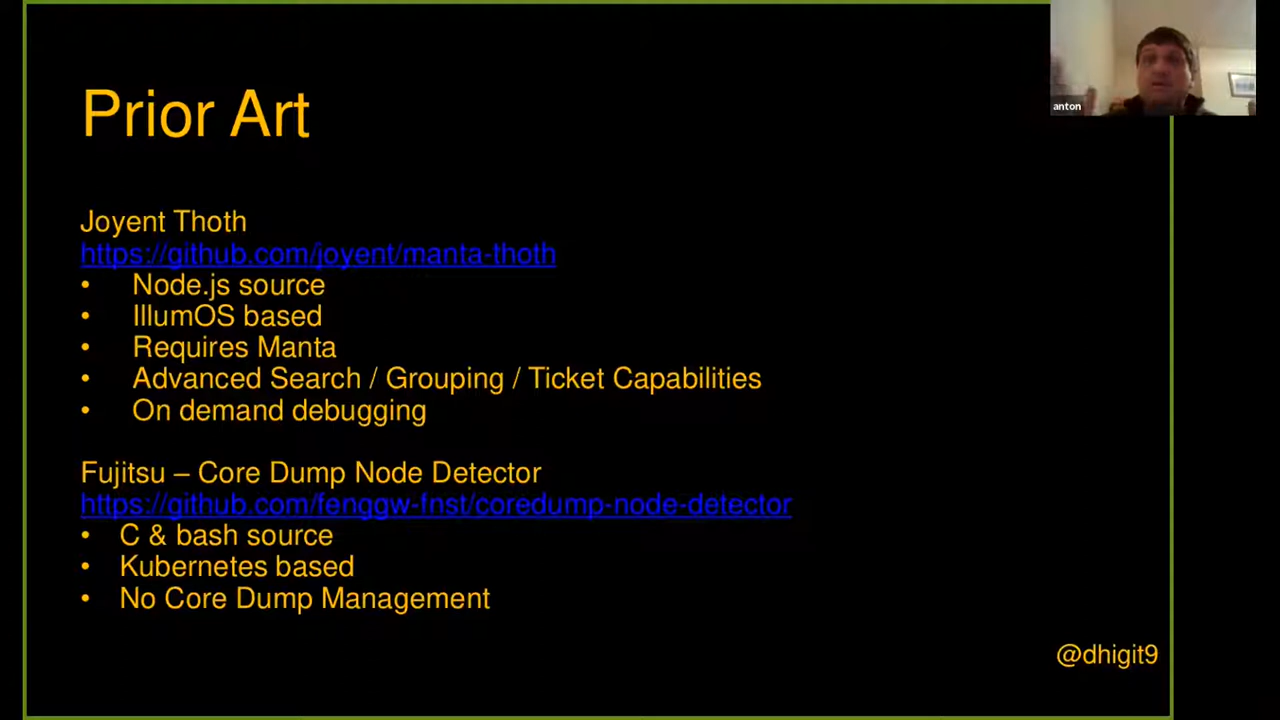 anton
Prior Art
Joyent Thoth
https://github.com/joyent/manta-thoth
• Node.js source
• IllumOS based
• Requires Manta
• Advanced Search / Grouping / Ticket Capabilities
• On demand debugging
Fujitsu – Core Dump Node Detector
https://github.com/fenggw-fnst/coredump-node-detector
• C & bash source
• Kubernetes based
• No Core Dump Management
@dhigit9